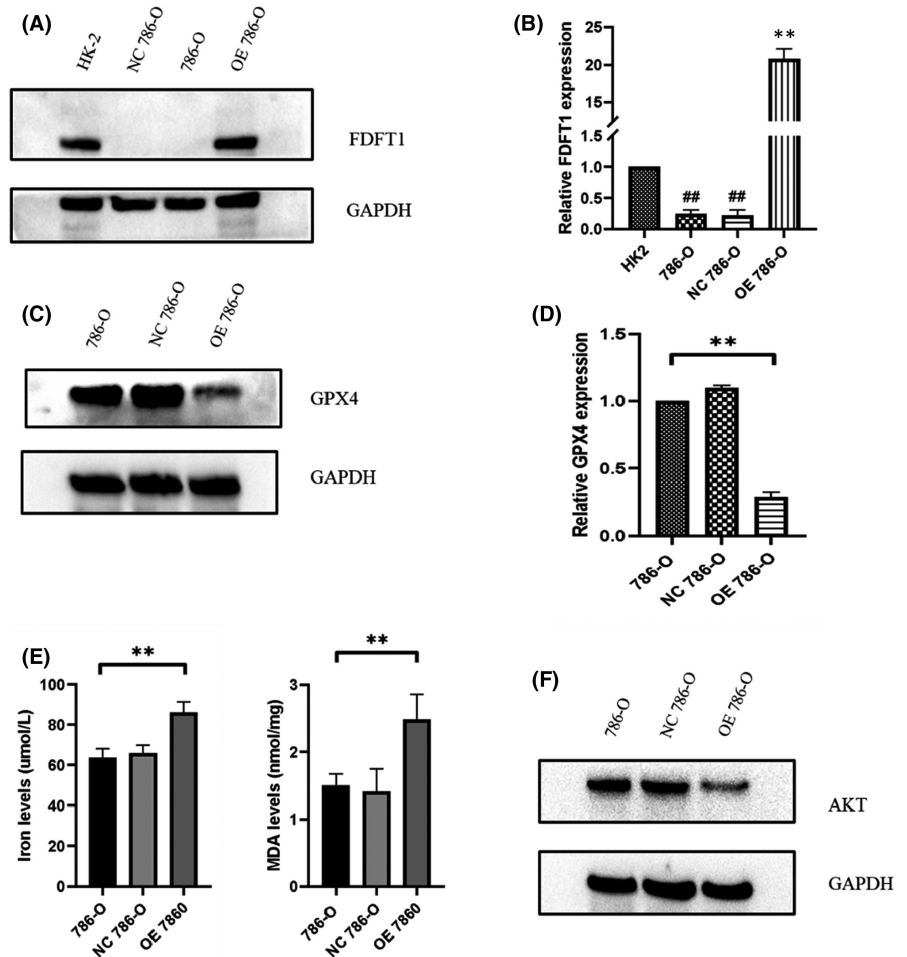 (A)
HK-2
NC 786-O
786-O
OE 786-O
FDFT1
GAPDH
(B)
Relative FDFT1 expression
25
20
15
1.5
1.0
0.5
0.0
##
##
**
HK2
786-O
NC 786-O
OE 786-O
(C)
786-O
NC 786-O
OE 786-O
GPX4
GAPDH
(D)
Relative GPX4 expression
1.5
1.0
0.5
0.0
**
786-O
NC 786-O
OE 786-O
(E)
Iron levels (umol/L)
100
80
60
40
20
0
**
786-O
NC 786-O
OE 7860
MDA levels (nmol/mg)
3
2
1
0
**
786-O
NC 786-O
OE 7860
(F)
786-O
NC 786-O
OE 786-O
AKT
GAPDH